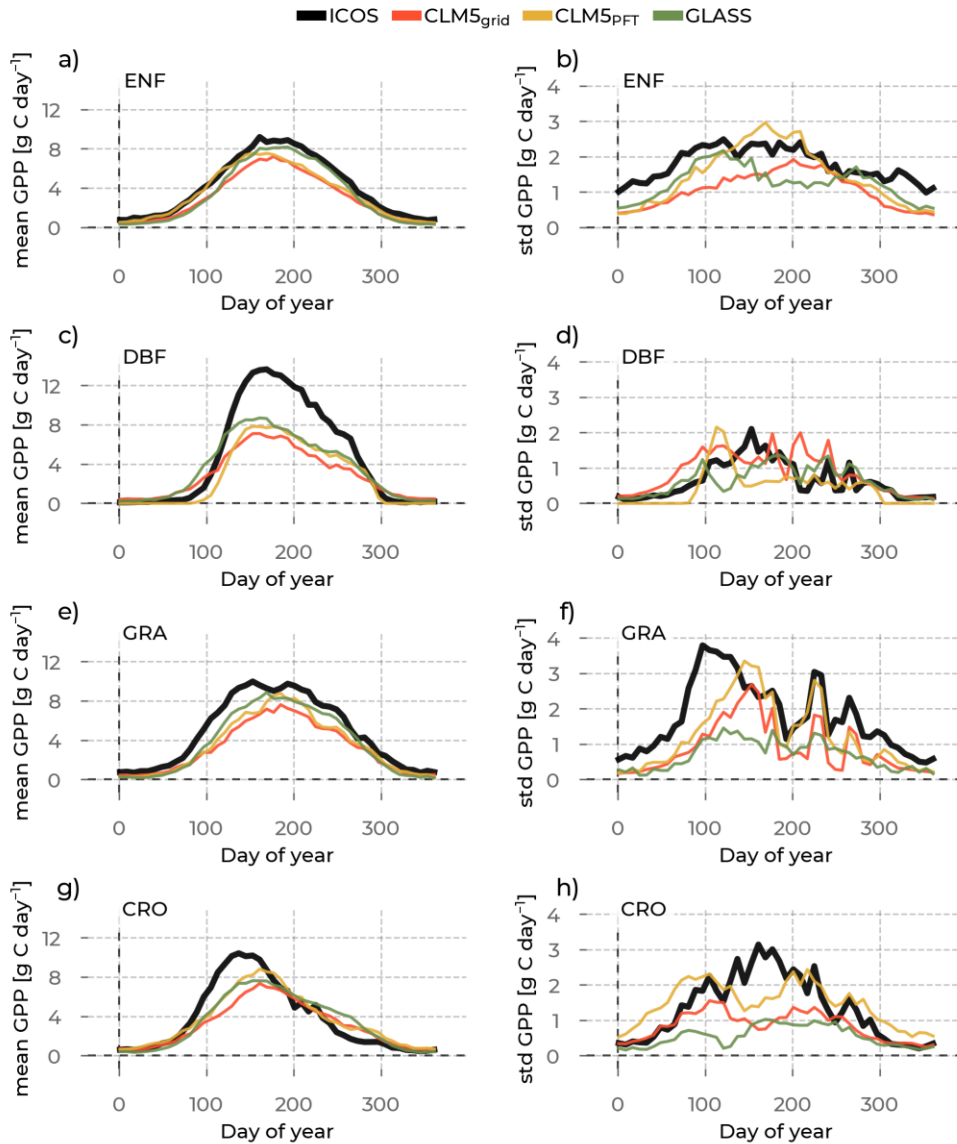 ICOS CLM5grid CLM5PFT GLASS
a) b)
ENF ENF
mean GPP [g C day⁻¹] std GPP [g C day⁻¹]
12 8 4 0 4 3 2 1 0
0 100 200 300 0 100 200 300
Day of year Day of year
c) d)
DBF DBF
mean GPP [g C day⁻¹] std GPP [g C day⁻¹]
12 8 4 0 4 3 2 1 0
0 100 200 300 0 100 200 300
Day of year Day of year
e) f)
GRA GRA
mean GPP [g C day⁻¹] std GPP [g C day⁻¹]
12 8 4 0 4 3 2 1 0
0 100 200 300 0 100 200 300
Day of year Day of year
g) h)
CRO CRO
mean GPP [g C day⁻¹] std GPP [g C day⁻¹]
12 8 4 0 4 3 2 1 0
0 100 200 300 0 100 200 300
Day of year Day of year